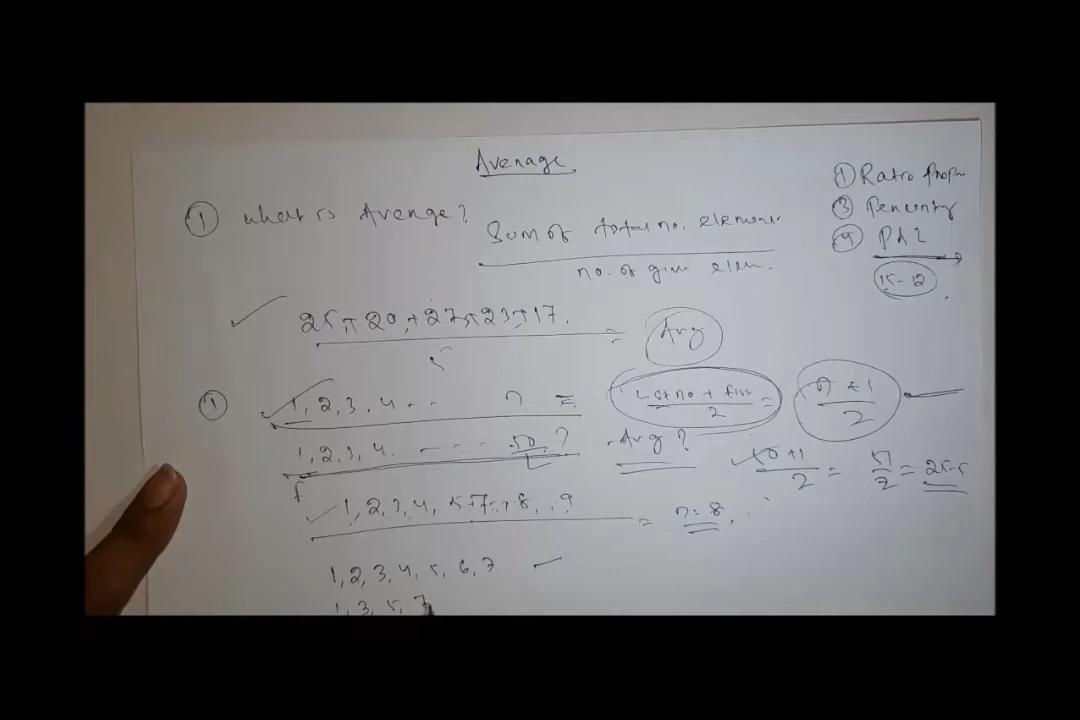 Average
① what is Average?
Sum of total no. elements
no. of given elem.
① Ratio Propn
③ Percentg
④ P&L
15-12
25+20+27+23+17.
5
= Avg
① 1, 2, 3, 4 . . . . n = Last no + firs / 2 = n+1 / 2
1, 2, 3, 4. - - - . . 50, ? Avg? 50+1 / 2 = 51 / 2 = 25.5
f L
1, 2, 3, 4, 8, 9 = n=8
1, 2, 3, 4, 5, 6, 7
1, 3, 5, 7